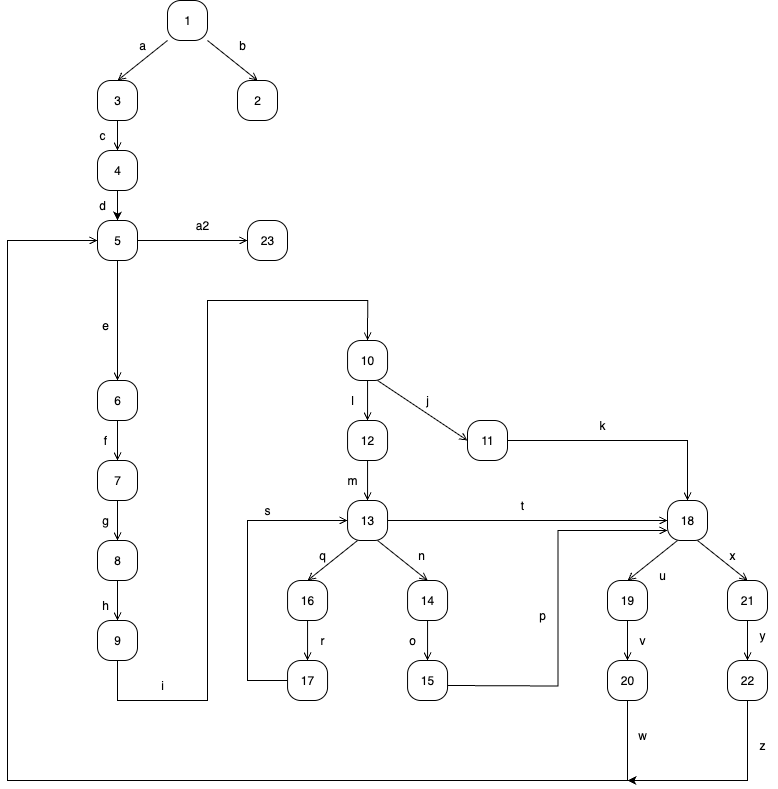 1
a b
3 2
c
4
d
5 a2 23
e
10
6 l j
f 12 11 k
m
7 s 13 t 18
g q n x
u
8 16 14 19 21
h r o p v y
9 17 15 20 22
i
w
z